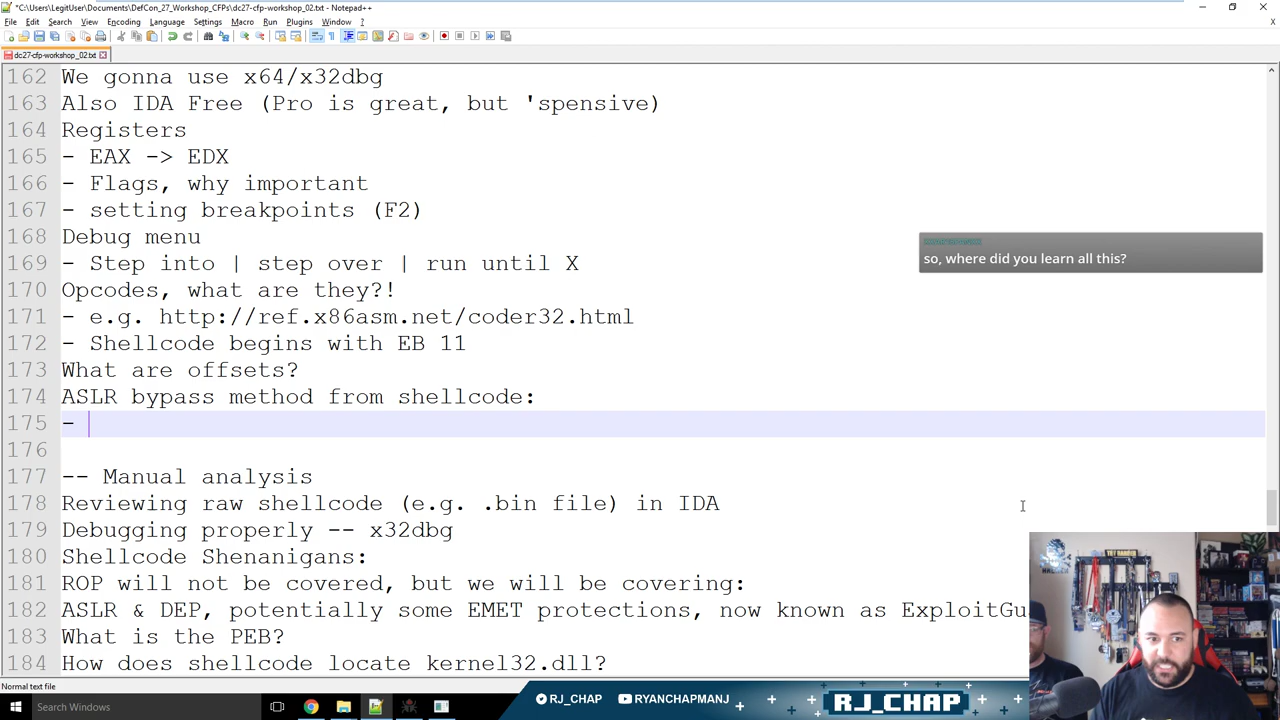 *C:\Users\LegitUser\Documents\DefCon_27_Workshop_CFPs\dc27-cfp-workshop_02.txt - Notepad++
File Edit Search View Encoding Language Settings Macro Run Plugins Window ?
X
dc27-cfp-workshop_02.txt
162 We gonna use x64/x32dbg
163 Also IDA Free (Pro is great, but 'spensive)
164 Registers
165 - EAX -> EDX
166 - Flags, why important
167 - setting breakpoints (F2)
168 Debug menu
169 - Step into | step over | run until X
170 Opcodes, what are they?!
171 - e.g. http://ref.x86asm.net/coder32.html
172 - Shellcode begins with EB 11
173 What are offsets?
174 ASLR bypass method from shellcode:
175 -
176
177 -- Manual analysis
178 Reviewing raw shellcode (e.g. .bin file) in IDA
179 Debugging properly -- x32dbg
180 Shellcode Shenanigans:
181 ROP will not be covered, but we will be covering:
182 ASLR & DEP, potentially some EMET protections, now known as ExploitGu
183 What is the PEB?
184 How does shellcode locate kernel32.dll?
so, where did you learn all this?
Normal text file
Search Windows
RJ_CHAP RYANCHAPMANJ RJ_CHAP